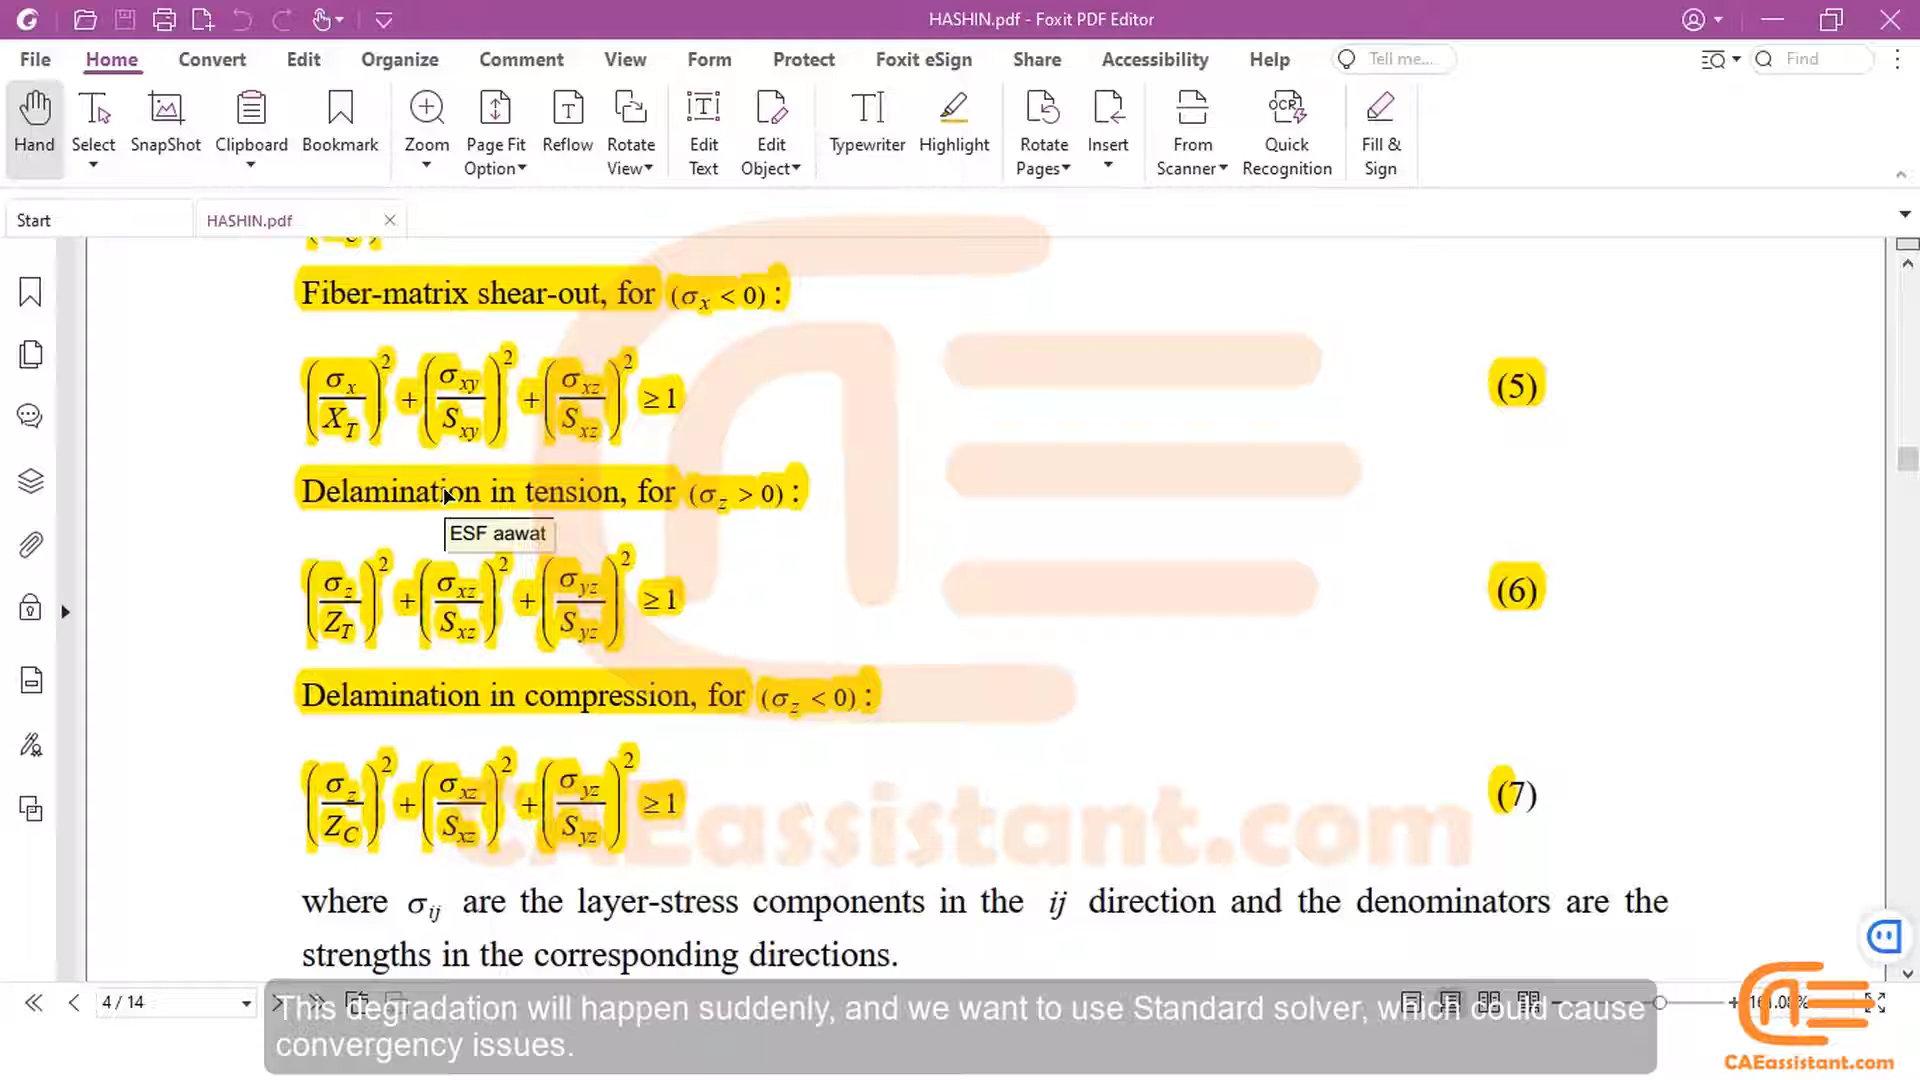 HASHIN.pdf - Foxit PDF Editor
File Home Convert Edit Organize Comment View Form Protect Foxit eSign Share Accessibility Help Tell me... Find
Hand Select SnapShot Clipboard Bookmark Zoom Page Fit Option Reflow Rotate View Edit Text Edit Object Typewriter Highlight Rotate Pages Insert From Scanner OCR Quick Recognition Fill & Sign
Start HASHIN.pdf
Fiber-matrix shear-out, for (σx < 0) :
(σx/XT)² + (σxy/Sxy)² + (σxz/Sxz)² ≥ 1 (5)
Delamination in tension, for (σz > 0) :
ESF aawat
(σz/ZT)² + (σxz/Sxz)² + (σyz/Syz)² ≥ 1 (6)
Delamination in compression, for (σz < 0) :
(σz/ZC)² + (σxz/Sxz)² + (σyz/Syz)² ≥ 1 (7)
CAEassistant.com
where σij are the layer-stress components in the ij direction and the denominators are the
strengths in the corresponding directions.
4 / 14
This degradation will happen suddenly, and we want to use Standard solver, which could cause
convergency issues.
CAEassistant.com